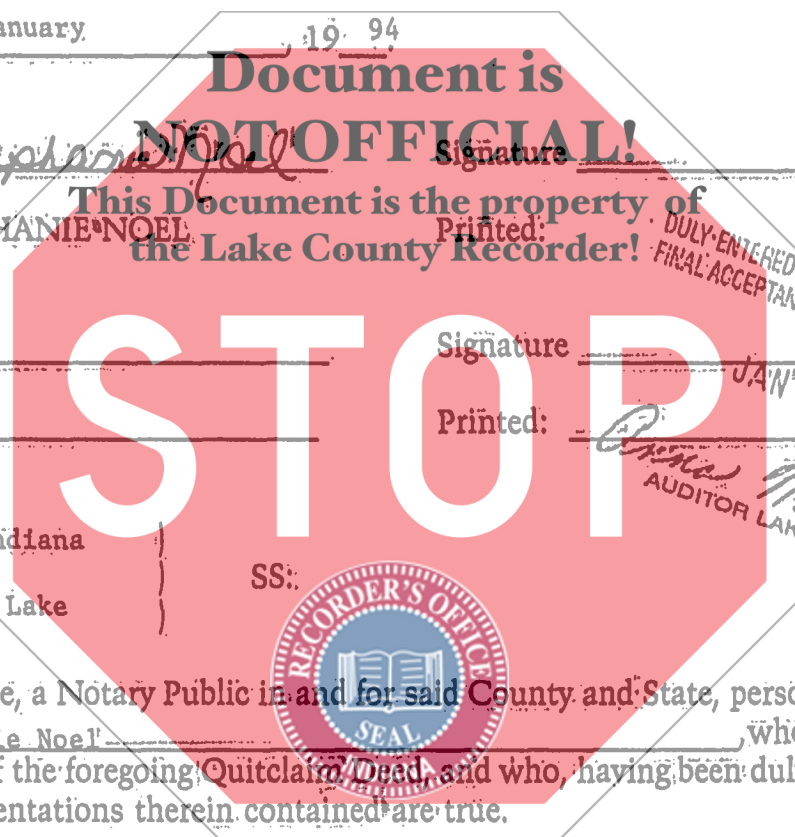 anuary 19 94
Document is
NOT OFFICIAL!
Signature
This Document is the property of
HANIE NOEL Printed:
the Lake County Recorder!
DULY ENTERED
FINAL ACCEPTAN
STOP
Signature
JAN
Printed:
AUDITOR LAK
ndiana
SS:
Lake
RECORDER'S OFFICE
SEAL
INDIANA
e, a Notary Public in and for said County and State, perso
e Noel , who
f the foregoing Quitclaim Deed, and who, having been dul
entations therein contained are true.